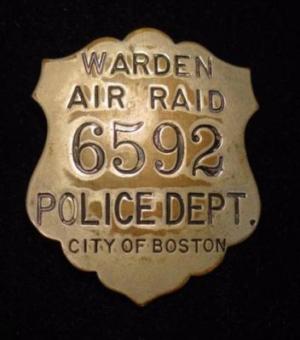 WARDEN
AIR RAID
6592
POLICE DEPT.
CITY OF BOSTON